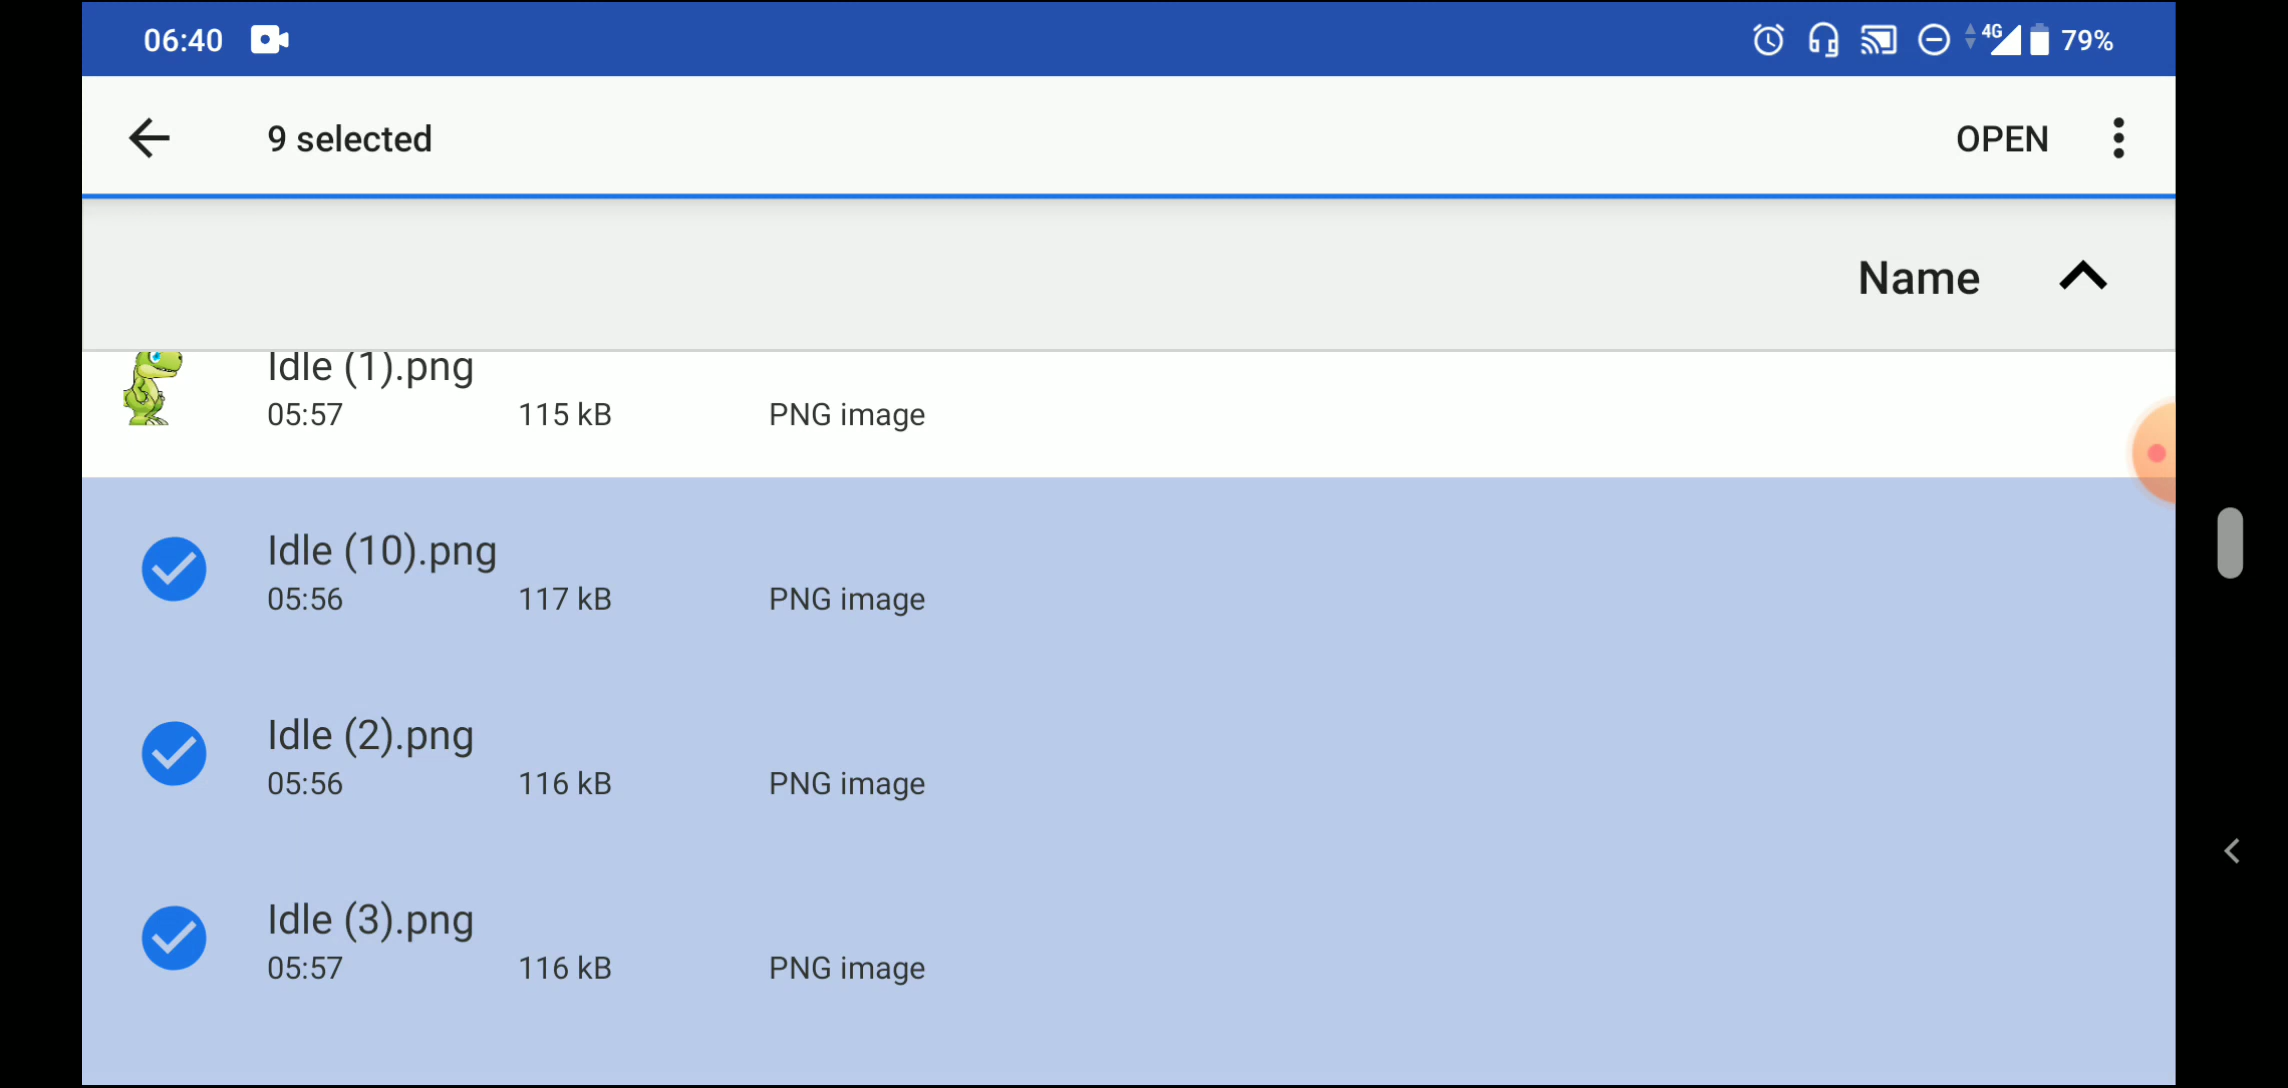 06:40 4G 79%
9 selected OPEN
Name
Idle (1).png
05:57 115 kB PNG image
Idle (10).png
05:56 117 kB PNG image
Idle (2).png
05:56 116 kB PNG image
Idle (3).png
05:57 116 kB PNG image